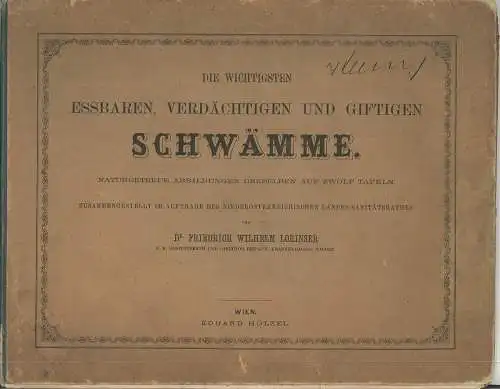 DIE WICHTIGSTEN
ESSBAREN, VERDÄCHTIGEN UND GIFTIGEN
SCHWÄMME.
NATURGETREUE ABBILDUNGEN DERSELBEN AUF ZWÖLF TAFELN
ZUSAMMENGESTELLT IM AUFTRAGE DES NIEDERÖSTERREICHISCHEN LANDES-SANITÄTSRATHES
VON
DR FRIEDRICH WILHELM LORINSER
WIEN.
EDUARD HÖLZEL.